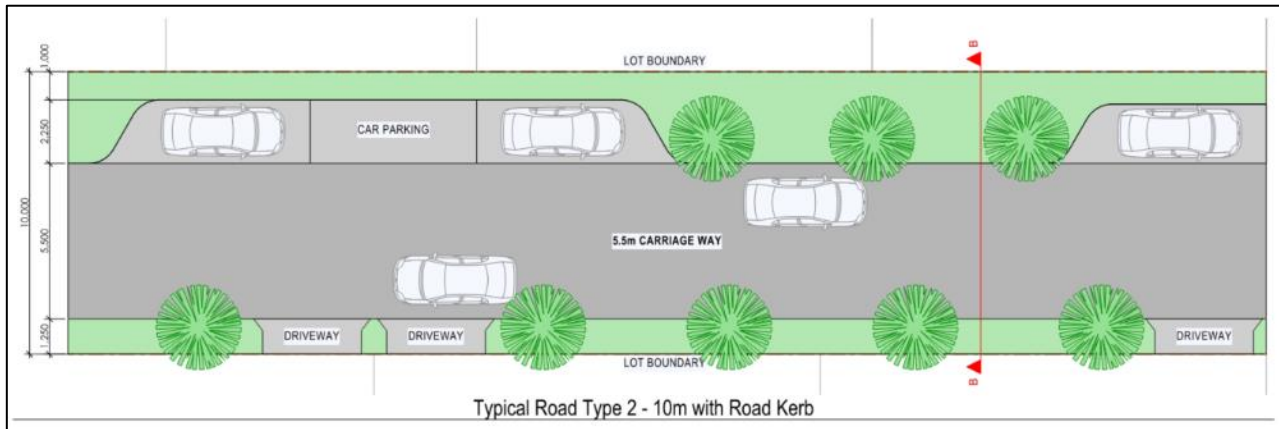 LOT BOUNDARY
B
1,000
2,250
CAR PARKING
10,000
5,500
5.5m CARRIAGE WAY
1,250
DRIVEWAY
DRIVEWAY
DRIVEWAY
LOT BOUNDARY
B
Typical Road Type 2 - 10m with Road Kerb